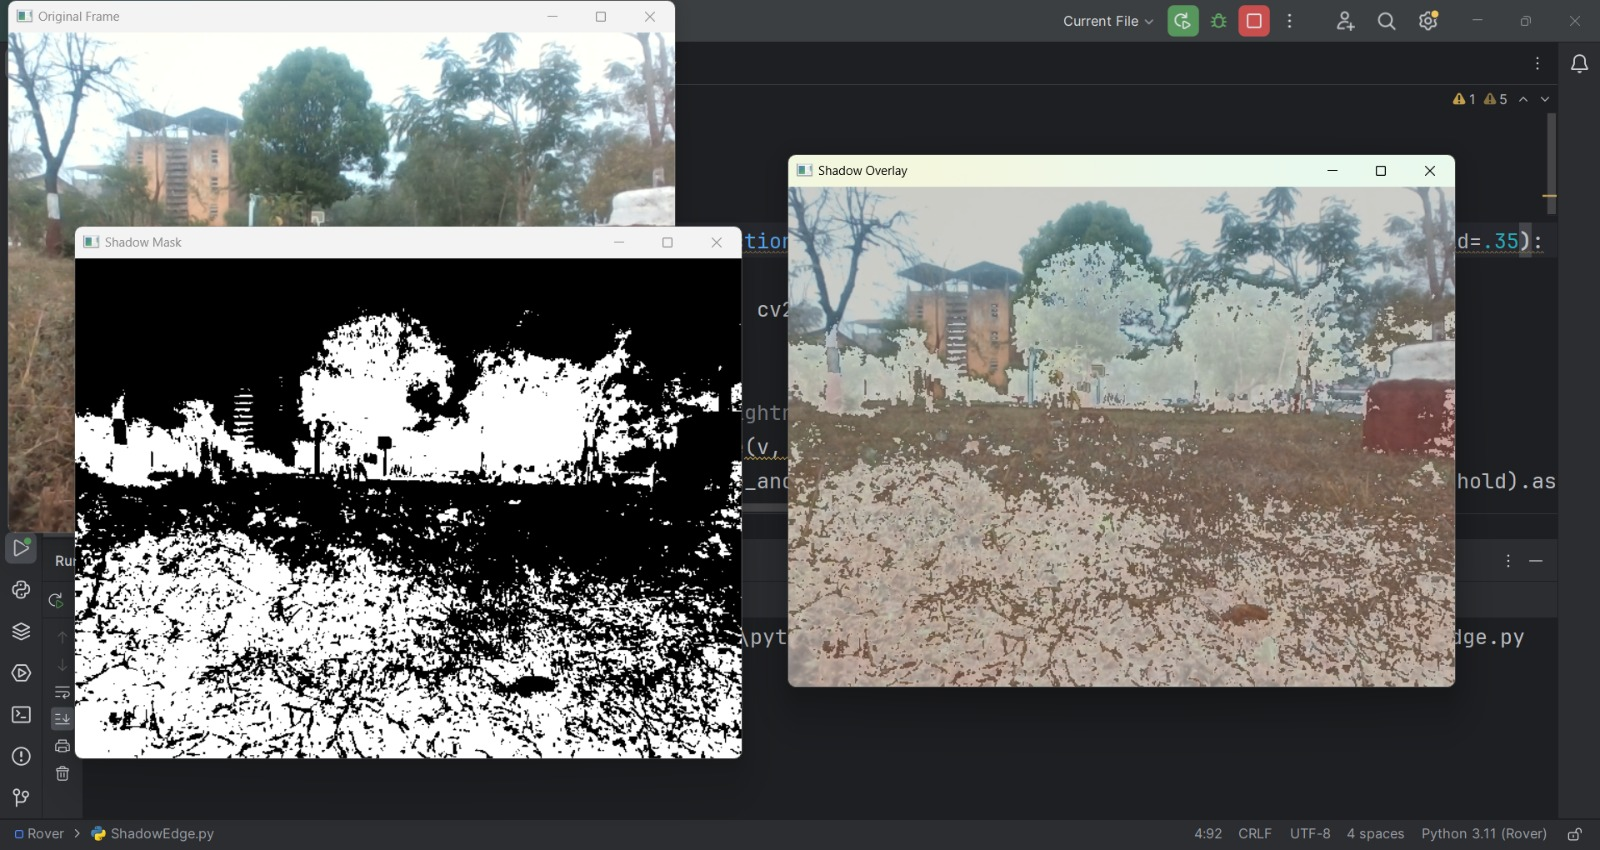 Original Frame
Current File
1 5
Shadow Overlay
Shadow Mask
tion
d=.35):
cv2
ghtr
(v,
_and
hold).as
Run
\pyt
dge.py
Rover > ShadowEdge.py
4:92 CRLF UTF-8 4 spaces Python 3.11 (Rover)